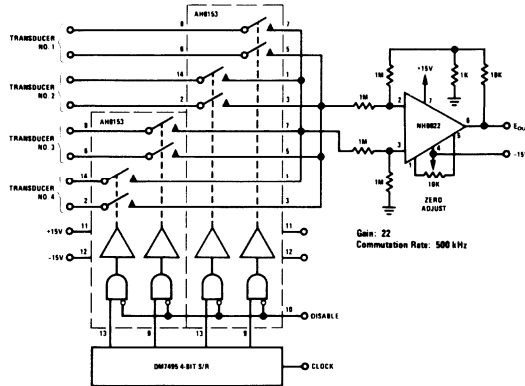 AH0153
TRANSDUCER NO. 1
8
7
6
5
TRANSDUCER NO. 2
14
1
2
3
AH0153
TRANSDUCER NO. 3
8
7
6
5
TRANSDUCER NO. 4
14
1
2
3
+15V
11
11
-15V
12
12
10
DISABLE
13
9
13
9
DM7495 4-BIT S/R
CLOCK
1M
1K
10K
+15V
1M
2
7
NH0022
6
EOUT
5
1M
3
4
-15V
1
1M
10K
ZERO
ADJUST
Gain: 22
Commutation Rate: 500 kHz